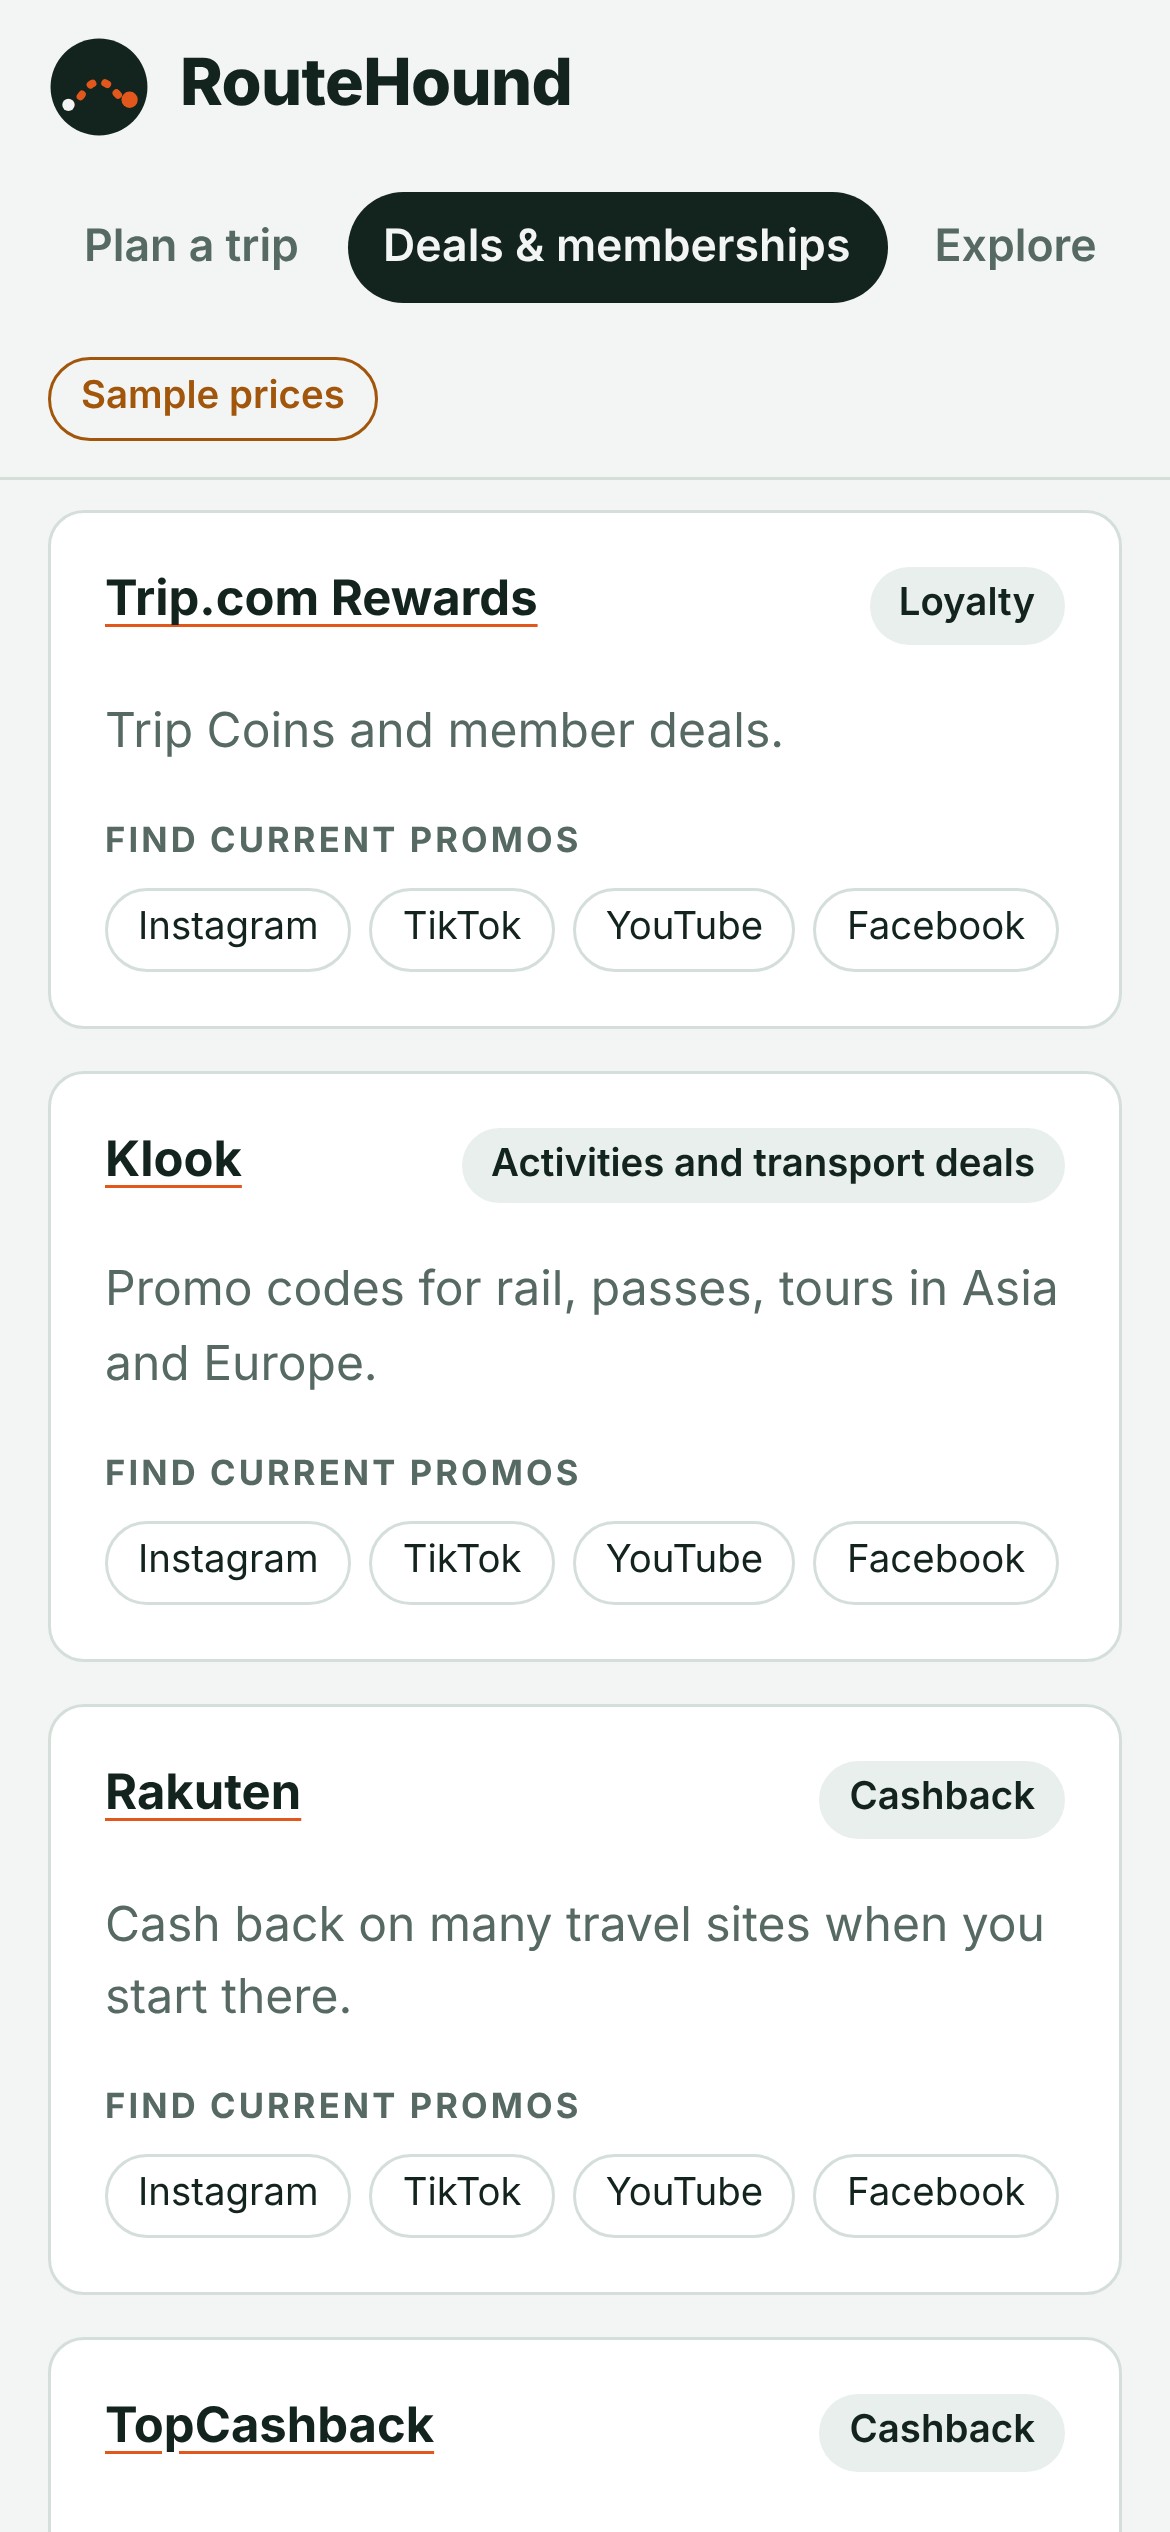 RouteHound
Plan a trip
Deals & memberships
Explore
Sample prices
Trip.com Rewards
Loyalty
Trip Coins and member deals.
FIND CURRENT PROMOS
Instagram
TikTok
YouTube
Facebook
Klook
Activities and transport deals
Promo codes for rail, passes, tours in Asia
and Europe.
FIND CURRENT PROMOS
Instagram
TikTok
YouTube
Facebook
Rakuten
Cashback
Cash back on many travel sites when you
start there.
FIND CURRENT PROMOS
Instagram
TikTok
YouTube
Facebook
TopCashback
Cashback